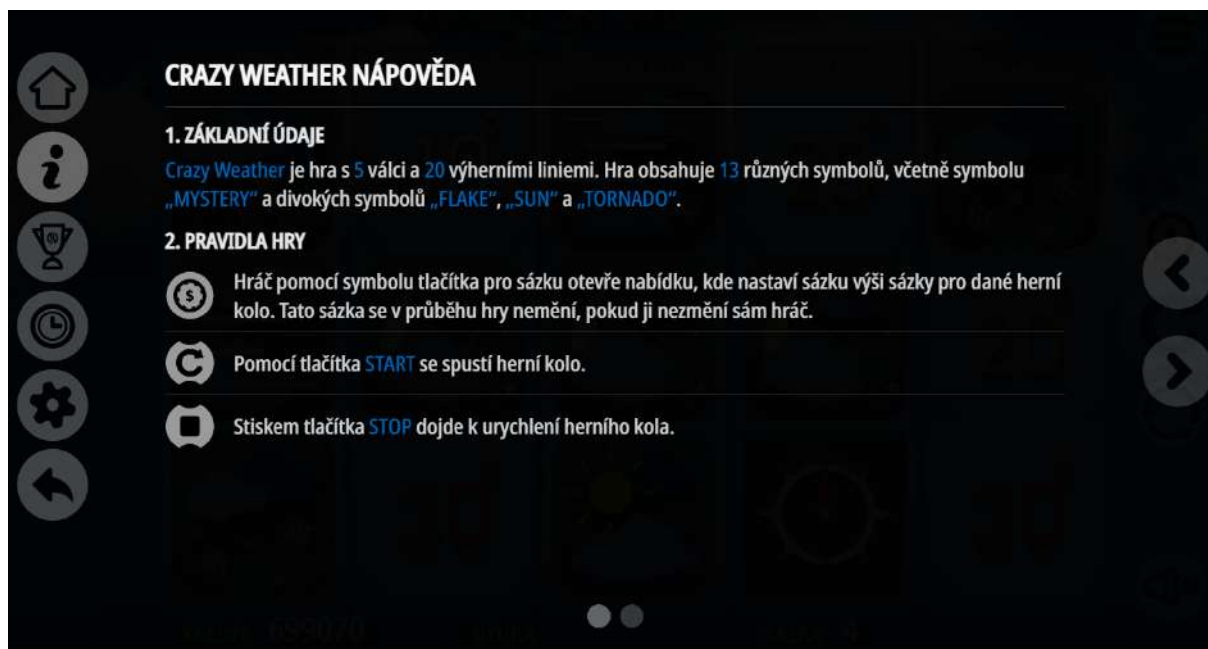 CRAZY WEATHER NÁPOVĚDA
1. ZÁKLADNÍ ÚDAJE
Crazy Weather je hra s 5 válci a 20 výherními liniemi. Hra obsahuje 13 různých symbolů, včetně symbolu
„MYSTERY“ a divokých symbolů „FLAKE“, „SUN“ a „TORNADO“.
2. PRAVIDLA HRY
Hráč pomocí symbolu tlačítka pro sázku otevře nabídku, kde nastaví sázku výši sázky pro dané herní
kolo. Tato sázka se v průběhu hry nemění, pokud ji nezmění sám hráč.
Pomocí tlačítka START se spustí herní kolo.
Stiskem tlačítka STOP dojde k urychlení herního kola.